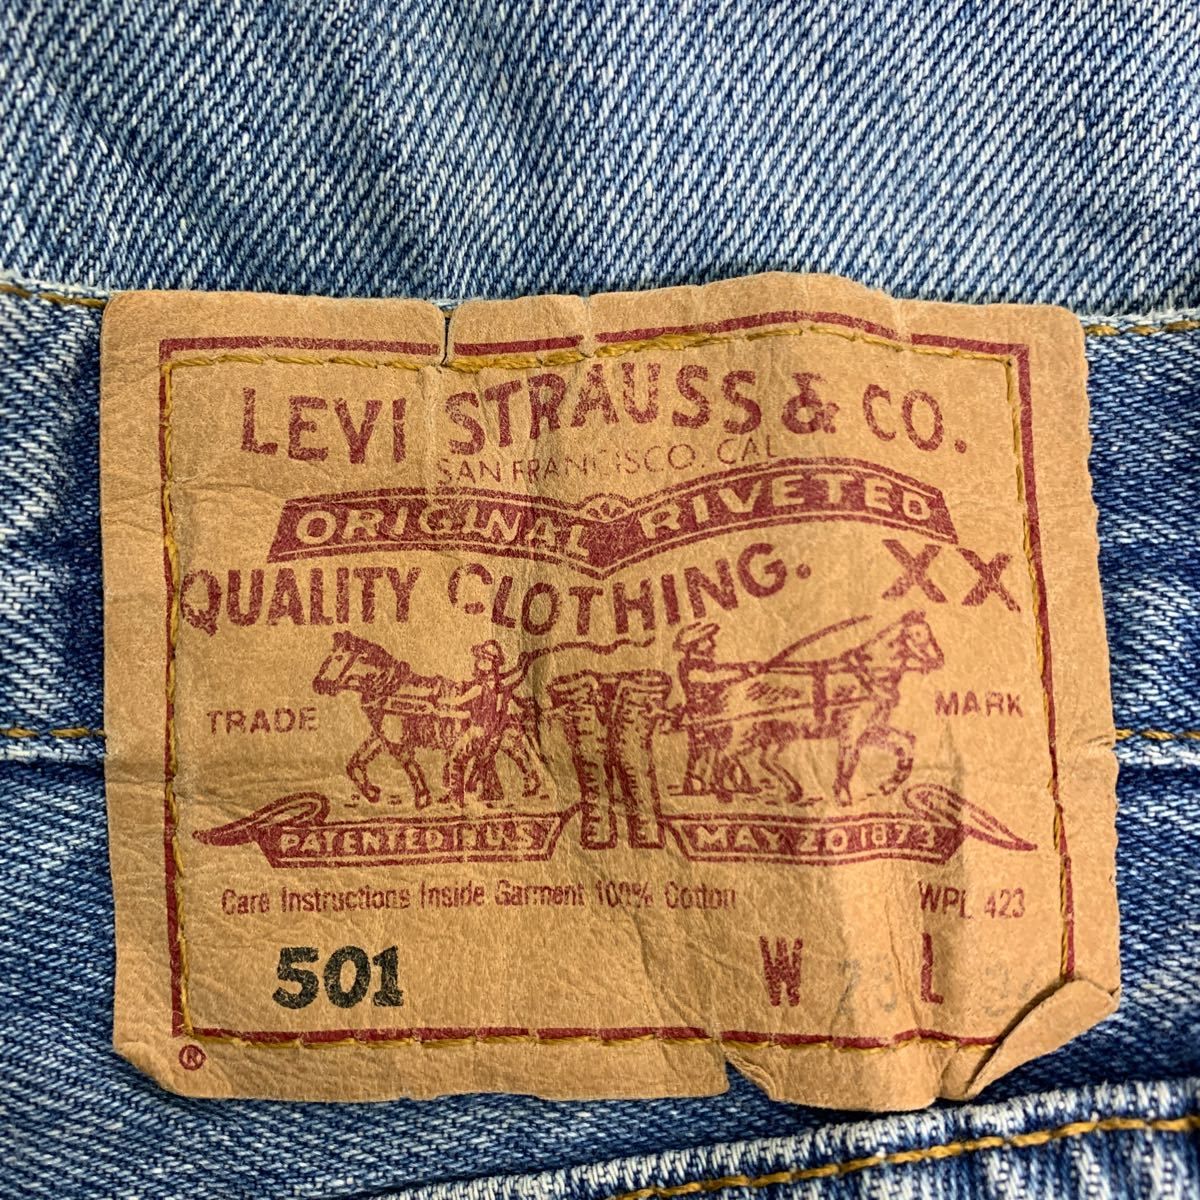 LEVI STRAUSS & CO.
SAN FRANCISCO, CAL
ORIGINAL RIVETED
QUALITY CLOTHING. XX
TRADE MARK
PATENTED IN U.S MAY 20 1873
Care Instructions Inside Garment 100% Cotton WPL 423
501 W L
®